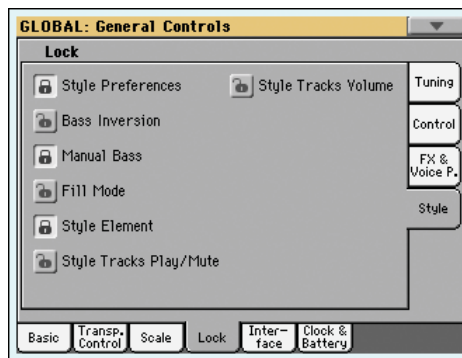 GLOBAL: General Controls
Lock
Style Preferences
Style Tracks Volume
Bass Inversion
Manual Bass
Fill Mode
Style Element
Style Tracks Play/Mute
Tuning
Control
FX &
Voice P.
Style
Basic
Transp.
Control
Scale
Lock
Inter-
face
Clock &
Battery